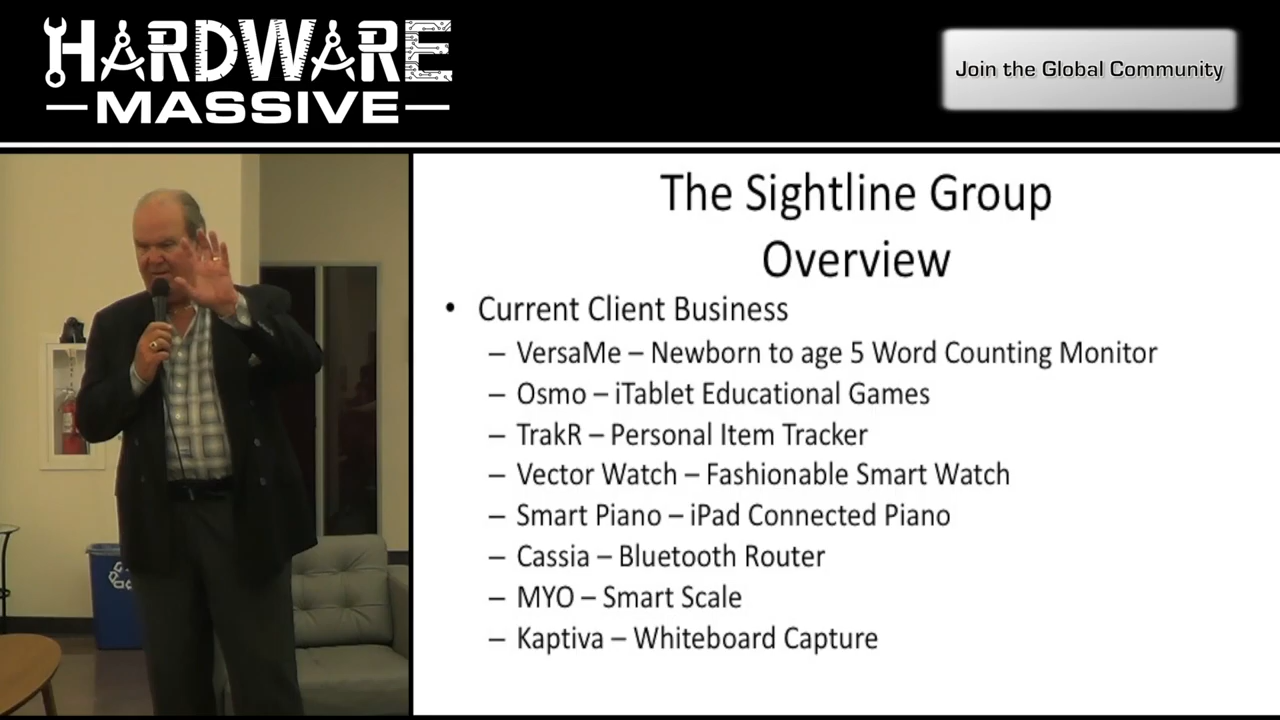 HARDWARE
MASSIVE
Join the Global Community
The Sightline Group
Overview
• Current Client Business
– VersaMe – Newborn to age 5 Word Counting Monitor
– Osmo – iTablet Educational Games
– TrakR – Personal Item Tracker
– Vector Watch – Fashionable Smart Watch
– Smart Piano – iPad Connected Piano
– Cassia – Bluetooth Router
– MYO – Smart Scale
– Kaptiva – Whiteboard Capture